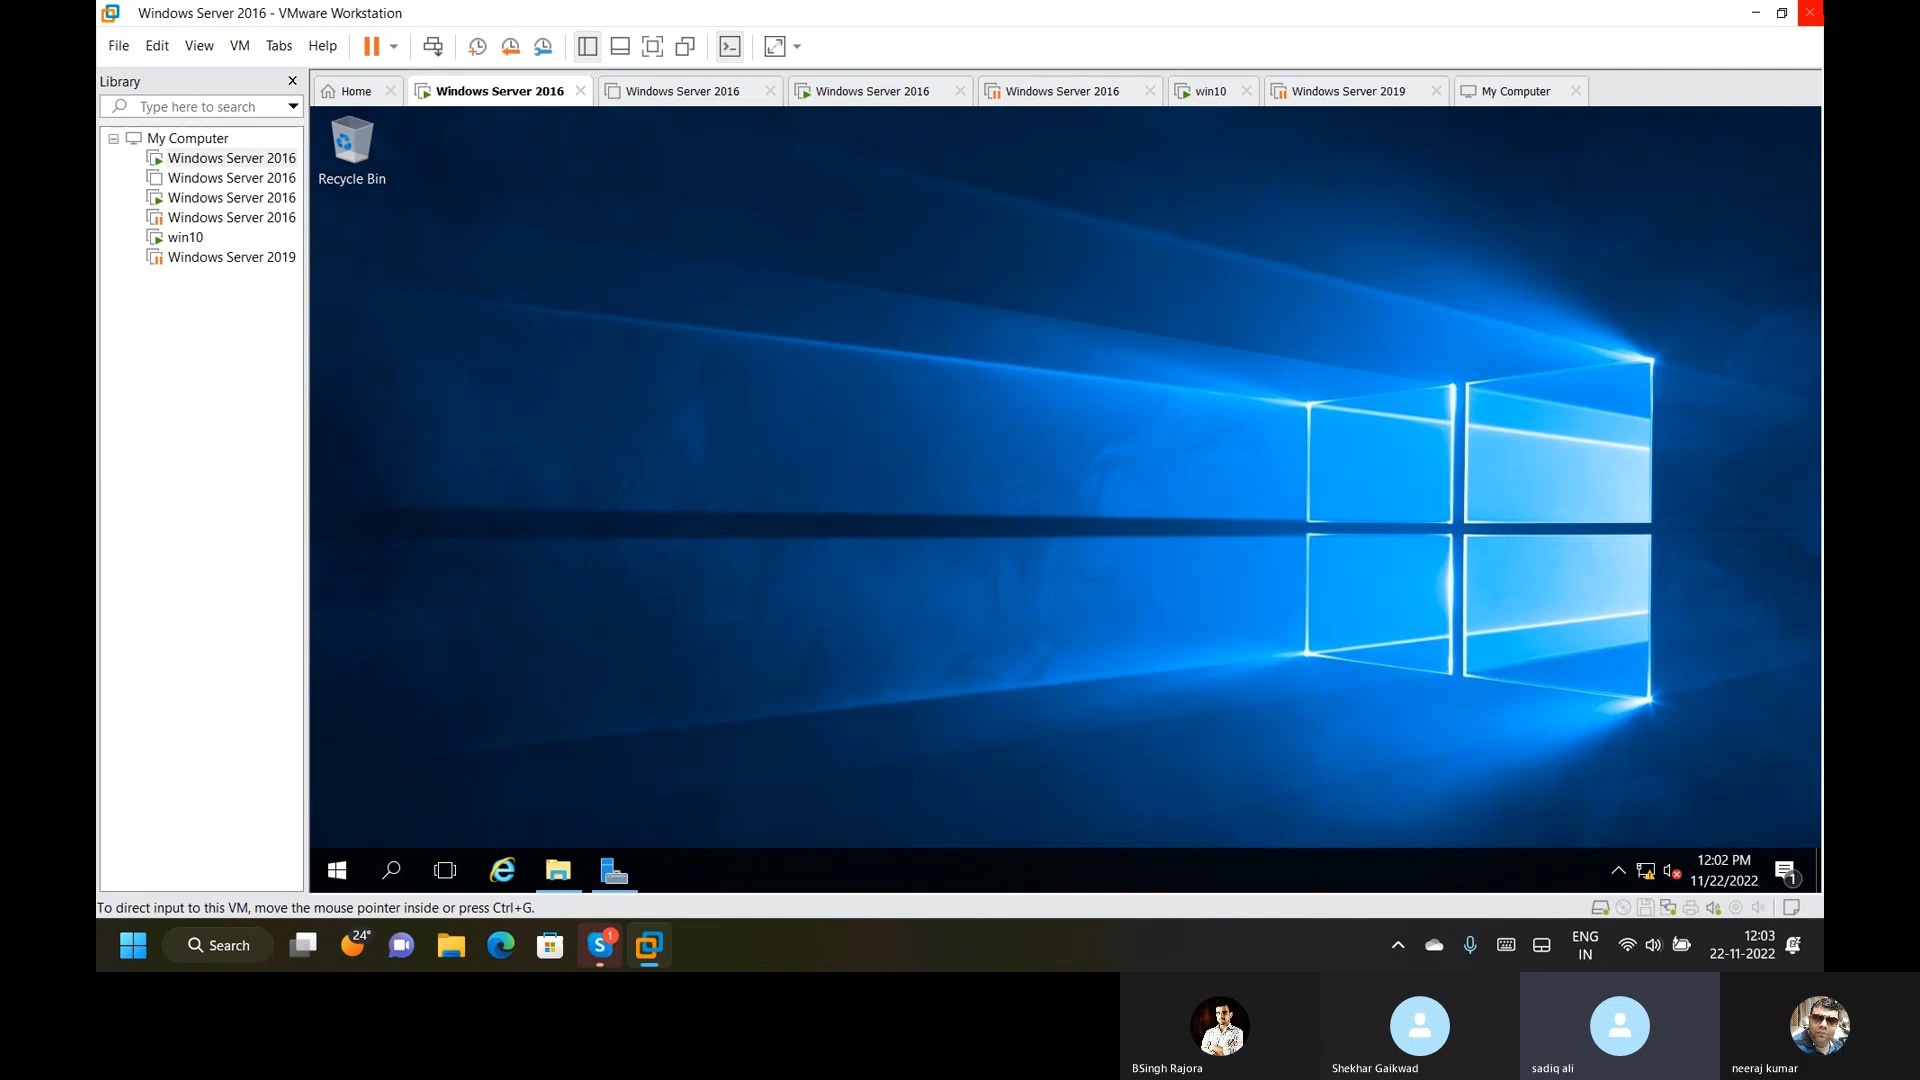 Windows Server 2016 - VMware Workstation
File Edit View VM Tabs Help
Library
Home
Windows Server 2016
Windows Server 2016
Windows Server 2016
Windows Server 2016
win10
Windows Server 2019
My Computer
Type here to search
My Computer
Windows Server 2016
Windows Server 2016
Windows Server 2016
Windows Server 2016
win10
Windows Server 2019
Recycle Bin
12:02 PM
11/22/2022
1
To direct input to this VM, move the mouse pointer inside or press Ctrl+G.
Search
24°
S
1
ENG
IN
12:03
22-11-2022
BSingh Rajora
Shekhar Gaikwad
sadiq ali
neeraj kumar